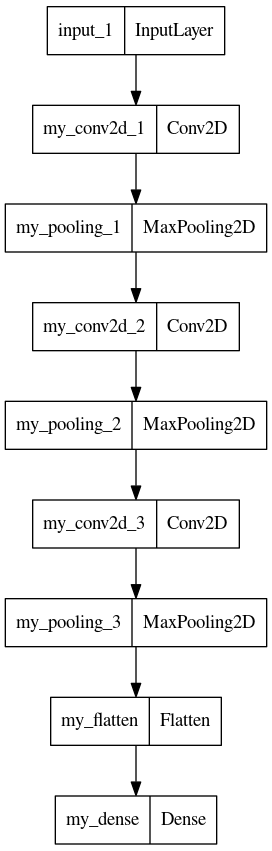 input_1 InputLayer
my_conv2d_1 Conv2D
my_pooling_1 MaxPooling2D
my_conv2d_2 Conv2D
my_pooling_2 MaxPooling2D
my_conv2d_3 Conv2D
my_pooling_3 MaxPooling2D
my_flatten Flatten
my_dense Dense